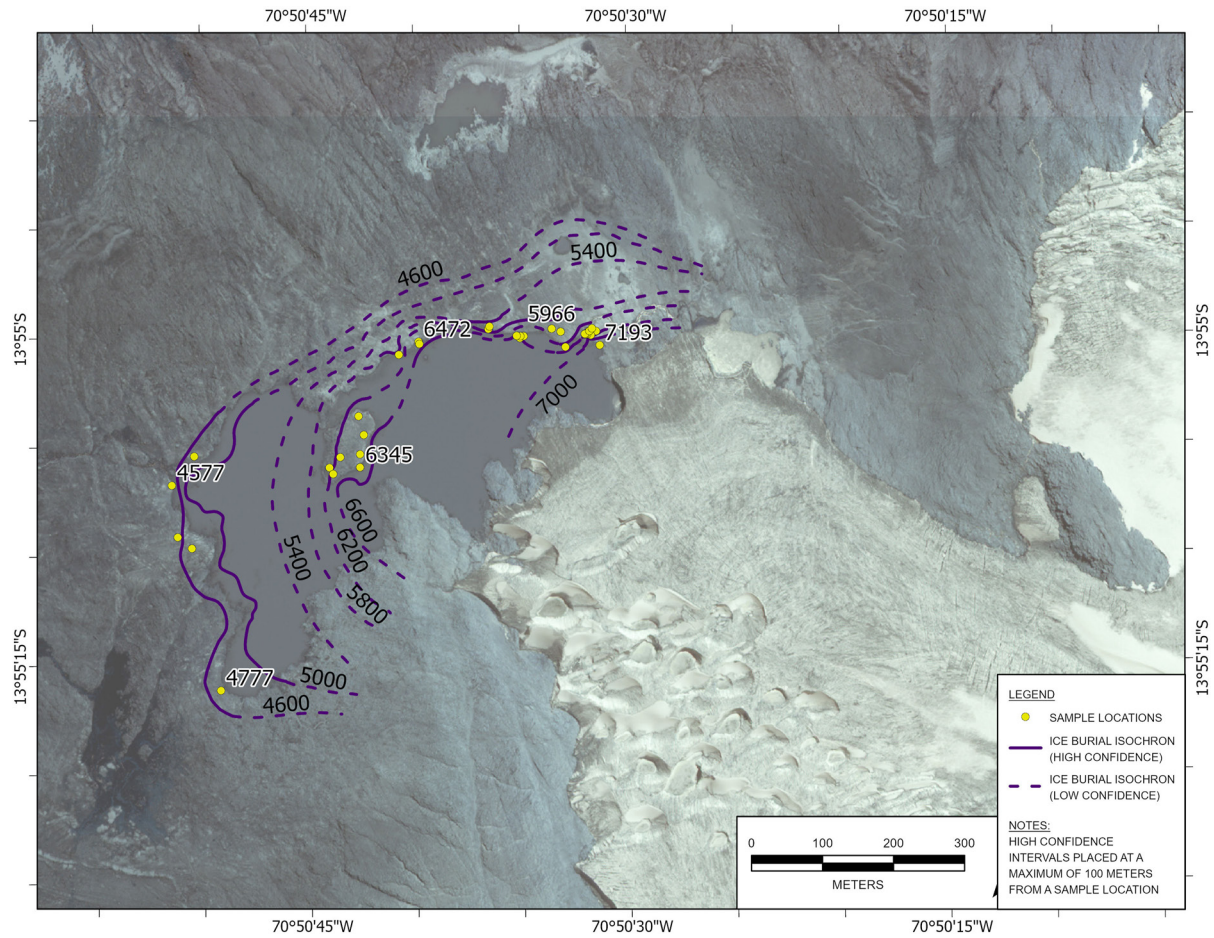 70°50'45"W 70°50'30"W 70°50'15"W
5400
4600
5966
13°55'S 6472 7193 13°55'S
7000
6345
4577
6600
6200
5400
5800
13°55'15"S 4777 5000 13°55'15"S
4600
LEGEND
SAMPLE LOCATIONS
ICE BURIAL ISOCHRON
(HIGH CONFIDENCE)
ICE BURIAL ISOCHRON
(LOW CONFIDENCE)
NOTES:
HIGH CONFIDENCE
INTERVALS PLACED AT A
MAXIMUM OF 100 METERS
FROM A SAMPLE LOCATION
0 100 200 300
METERS
70°50'45"W 70°50'30"W 70°50'15"W